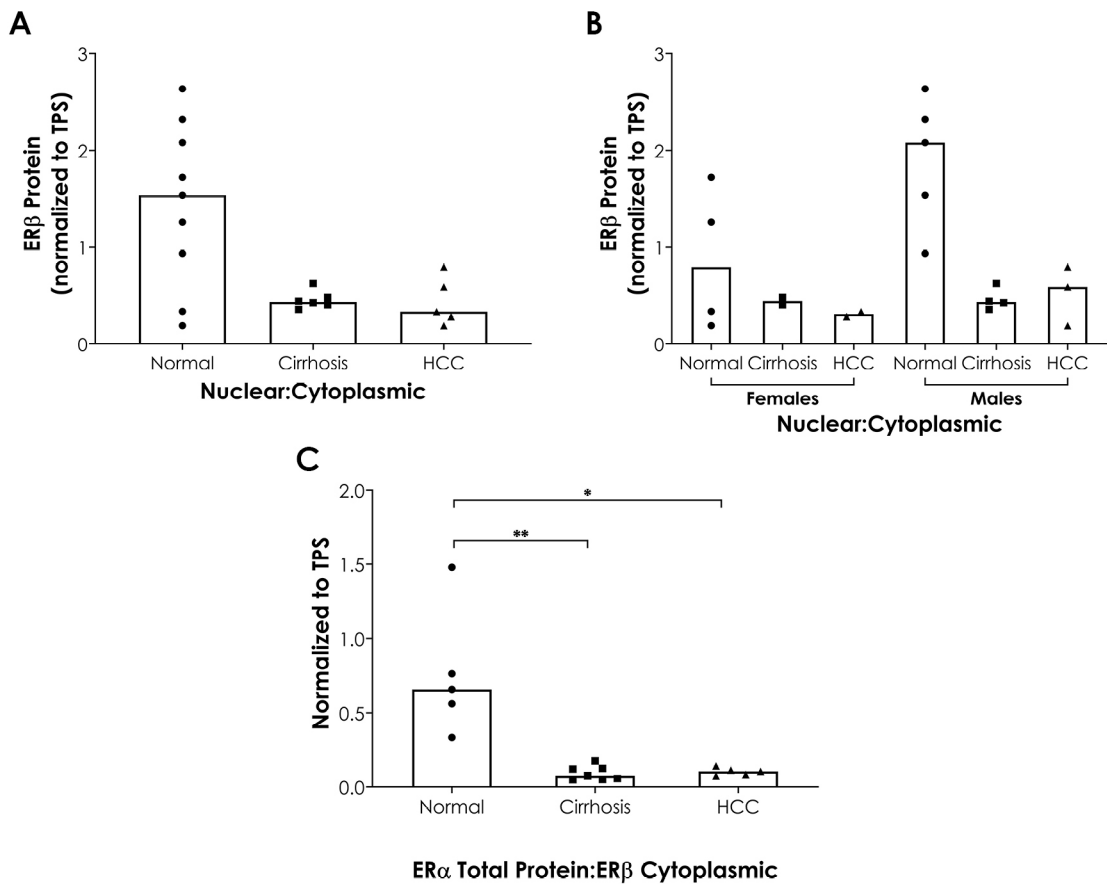 A
ERβ Protein
(normalized to TPS)
3
2
1
0
Normal Cirrhosis HCC
Nuclear:Cytoplasmic
B
ERβ Protein
(normalized to TPS)
3
2
1
0
Normal Cirrhosis HCC Normal Cirrhosis HCC
Females Males
Nuclear:Cytoplasmic
C
Normalized to TPS
2.0
1.5
1.0
0.5
0.0
*
**
Normal Cirrhosis HCC
ERα Total Protein:ERβ Cytoplasmic